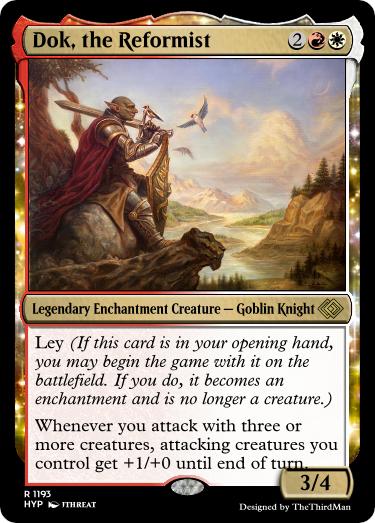 Dok, the Reformist 2
Legendary Enchantment Creature — Goblin Knight
Ley (If this card is in your opening hand,
you may begin the game with it on the
battlefield. If you do, it becomes an
enchantment and is no longer a creature.)
Whenever you attack with three or
more creatures, attacking creatures you
control get +1/+0 until end of turn.
3/4
R 1193
HYP JTHREAT Designed by TheThirdMan